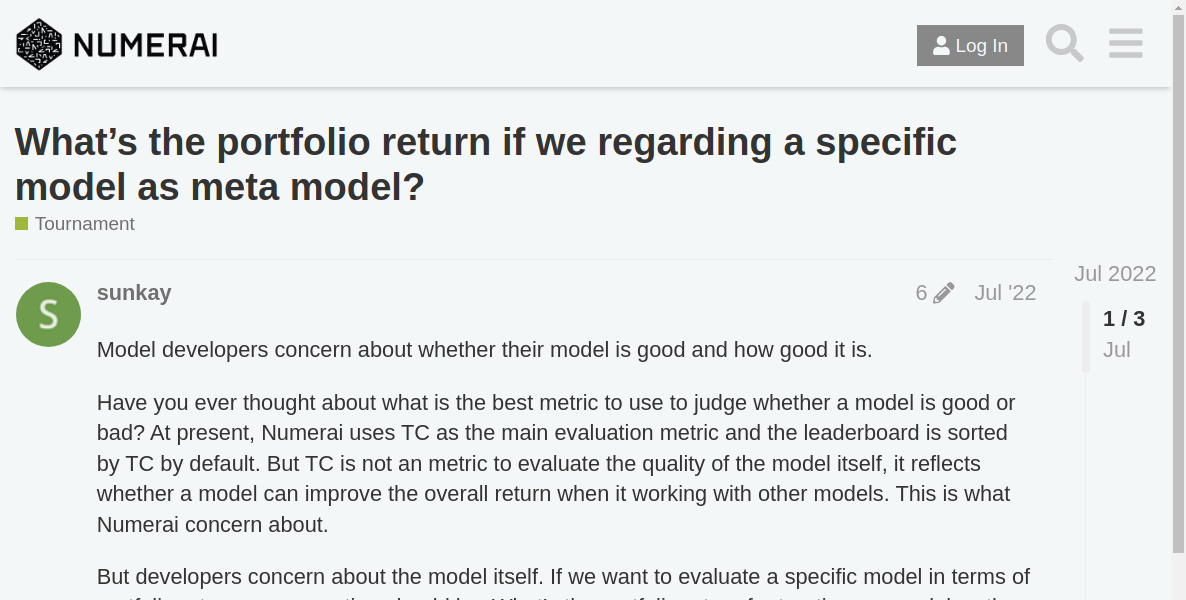 NUMERAI
Log In
What’s the portfolio return if we regarding a specific
model as meta model?
Tournament
Jul 2022
1 / 3
Jul
S
sunkay
6
Jul '22
Model developers concern about whether their model is good and how good it is.
Have you ever thought about what is the best metric to use to judge whether a model is good or
bad? At present, Numerai uses TC as the main evaluation metric and the leaderboard is sorted
by TC by default. But TC is not an metric to evaluate the quality of the model itself, it reflects
whether a model can improve the overall return when it working with other models. This is what
Numerai concern about.
But developers concern about the model itself. If we want to evaluate a specific model in terms of